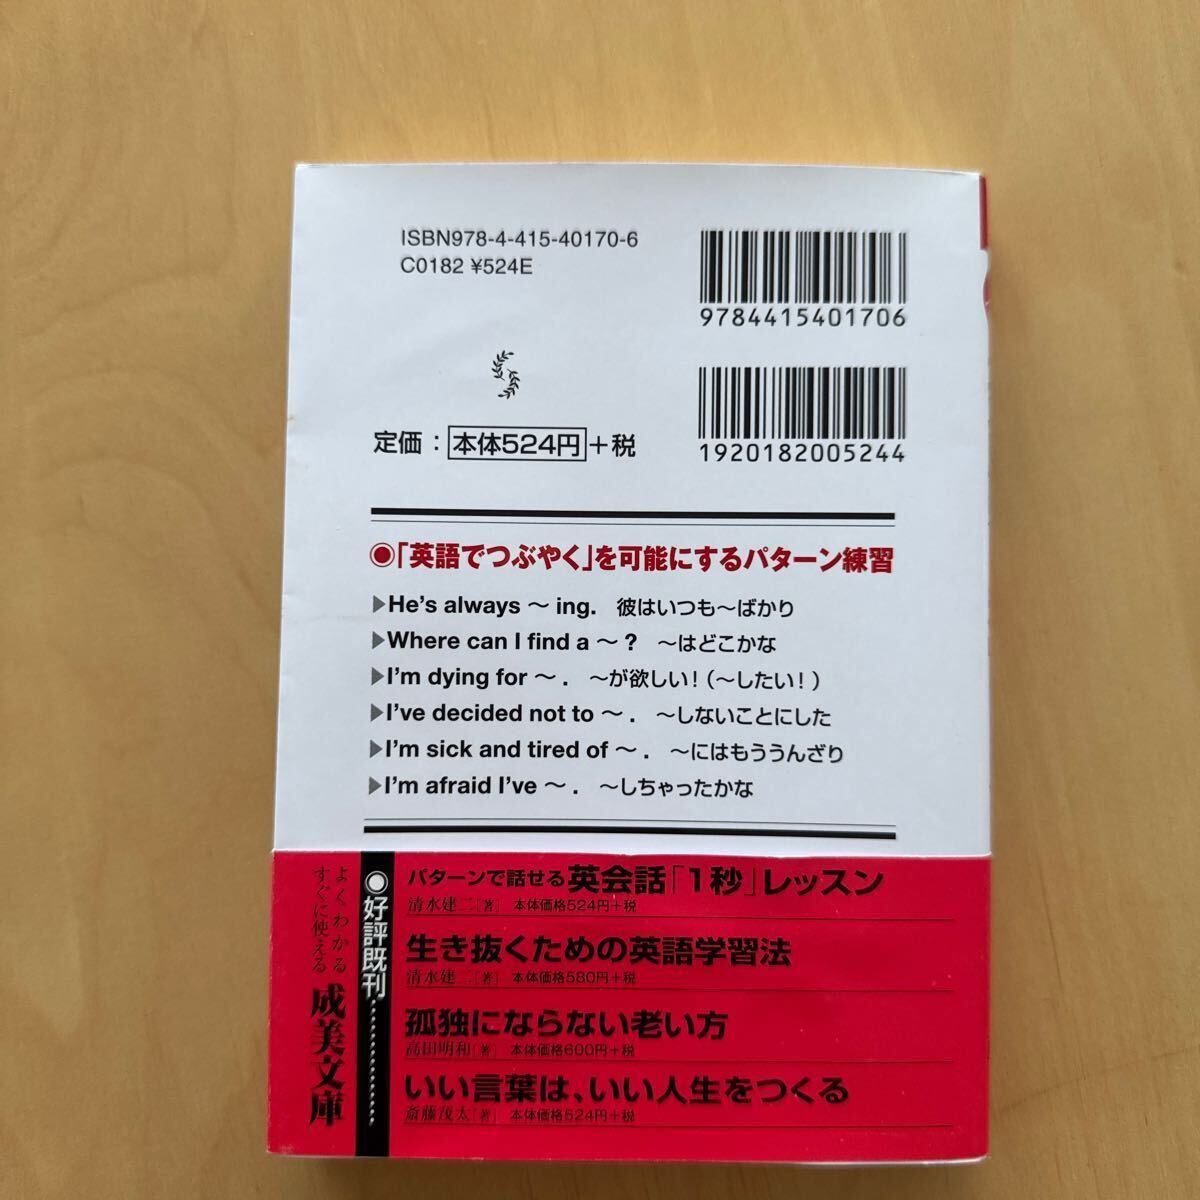 ISBN978-4-415-40170-6
C0182 ¥524E
9784415401706
1920182005244
定価：本体524円＋税
◉「英語でつぶやく」を可能にするパターン練習
▶He's always ～ ing.　彼はいつも～ばかり
▶Where can I find a ～ ?　～はどこかな
▶I'm dying for ～ .　～が欲しい！（～したい！）
▶I've decided not to ～ .　～しないことにした
▶I'm sick and tired of ～ .　～にはもううんざり
▶I'm afraid I've ～ .　～しちゃったかな
よくわかる
すぐに使える
成美文庫
◉好評既刊…………
パターンで話せる英会話「1秒」レッスン
清水建二［著］　本体価格524円＋税
生き抜くための英語学習法
清水建二［著］　本体価格580円＋税
孤独にならない老い方
高田明和［著］　本体価格600円＋税
いい言葉は、いい人生をつくる
斎藤茂太［著］　本体価格524円＋税